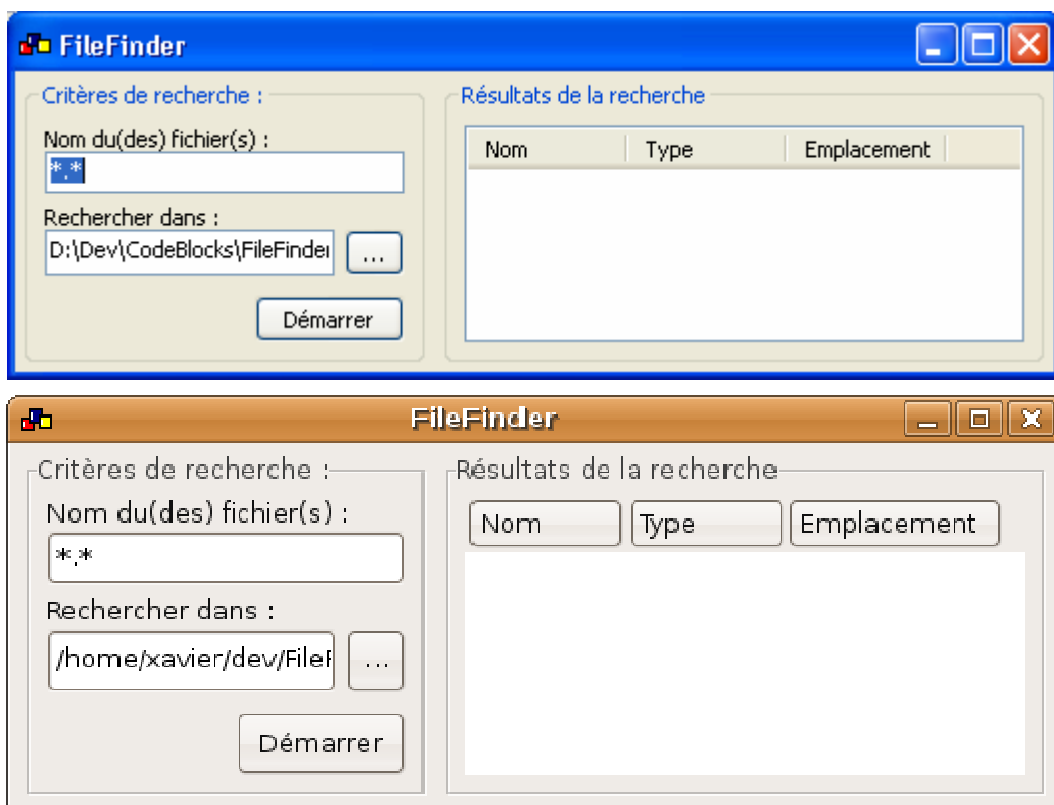 FileFinder
Critères de recherche :
Nom du(des) fichier(s) :
*.*
Rechercher dans :
D:\Dev\CodeBlocks\FileFinder
...
Démarrer
Résultats de la recherche
Nom Type Emplacement
FileFinder
Critères de recherche :
Nom du(des) fichier(s) :
*.*
Rechercher dans :
/home/xavier/dev/FileF
...
Démarrer
Résultats de la recherche
Nom Type Emplacement